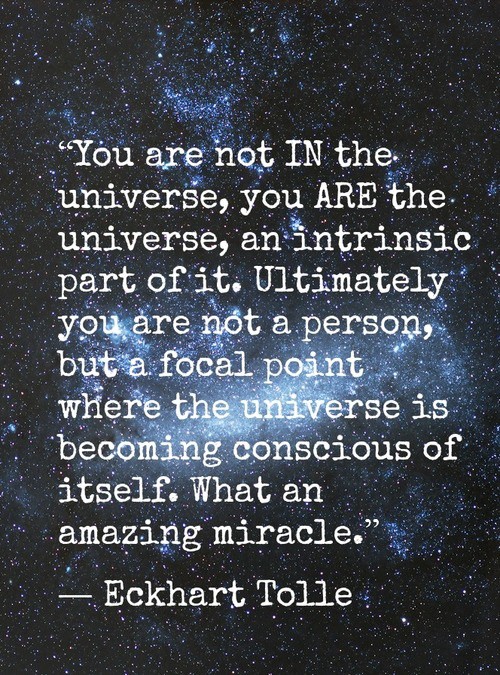 “You are not IN the
universe, you ARE the
universe, an intrinsic
part of it. Ultimately
you are not a person,
but a focal point
where the universe is
becoming conscious of
itself. What an
amazing miracle.”
— Eckhart Tolle